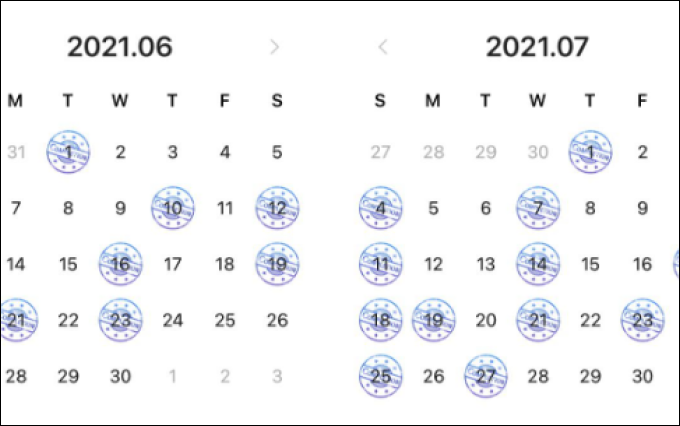 2021.06 >
M T W T F S
31 1 2 3 4 5
7 8 9 10 11 12
14 15 16 17 18 19
21 22 23 24 25 26
28 29 30 1 2 3
< 2021.07
S M T W T F
27 28 29 30 1 2
4 5 6 7 8 9
11 12 13 14 15 16
18 19 20 21 22 23
25 26 27 28 29 30